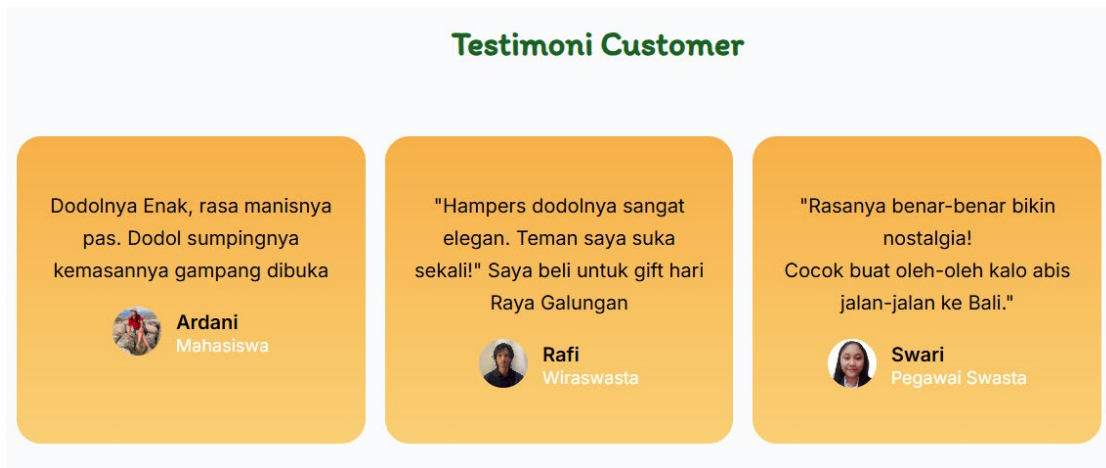 Testimoni Customer
Dodolnya Enak, rasa manisnya
pas. Dodol sumpingnya
kemasannya gampang dibuka
Ardani
Mahasiswa
"Hampers dodolnya sangat
elegan. Teman saya suka
sekali!" Saya beli untuk gift hari
Raya Galungan
Rafi
Wiraswasta
"Rasanya benar-benar bikin
nostalgia!
Cocok buat oleh-oleh kalo abis
jalan-jalan ke Bali."
Swari
Pegawai Swasta